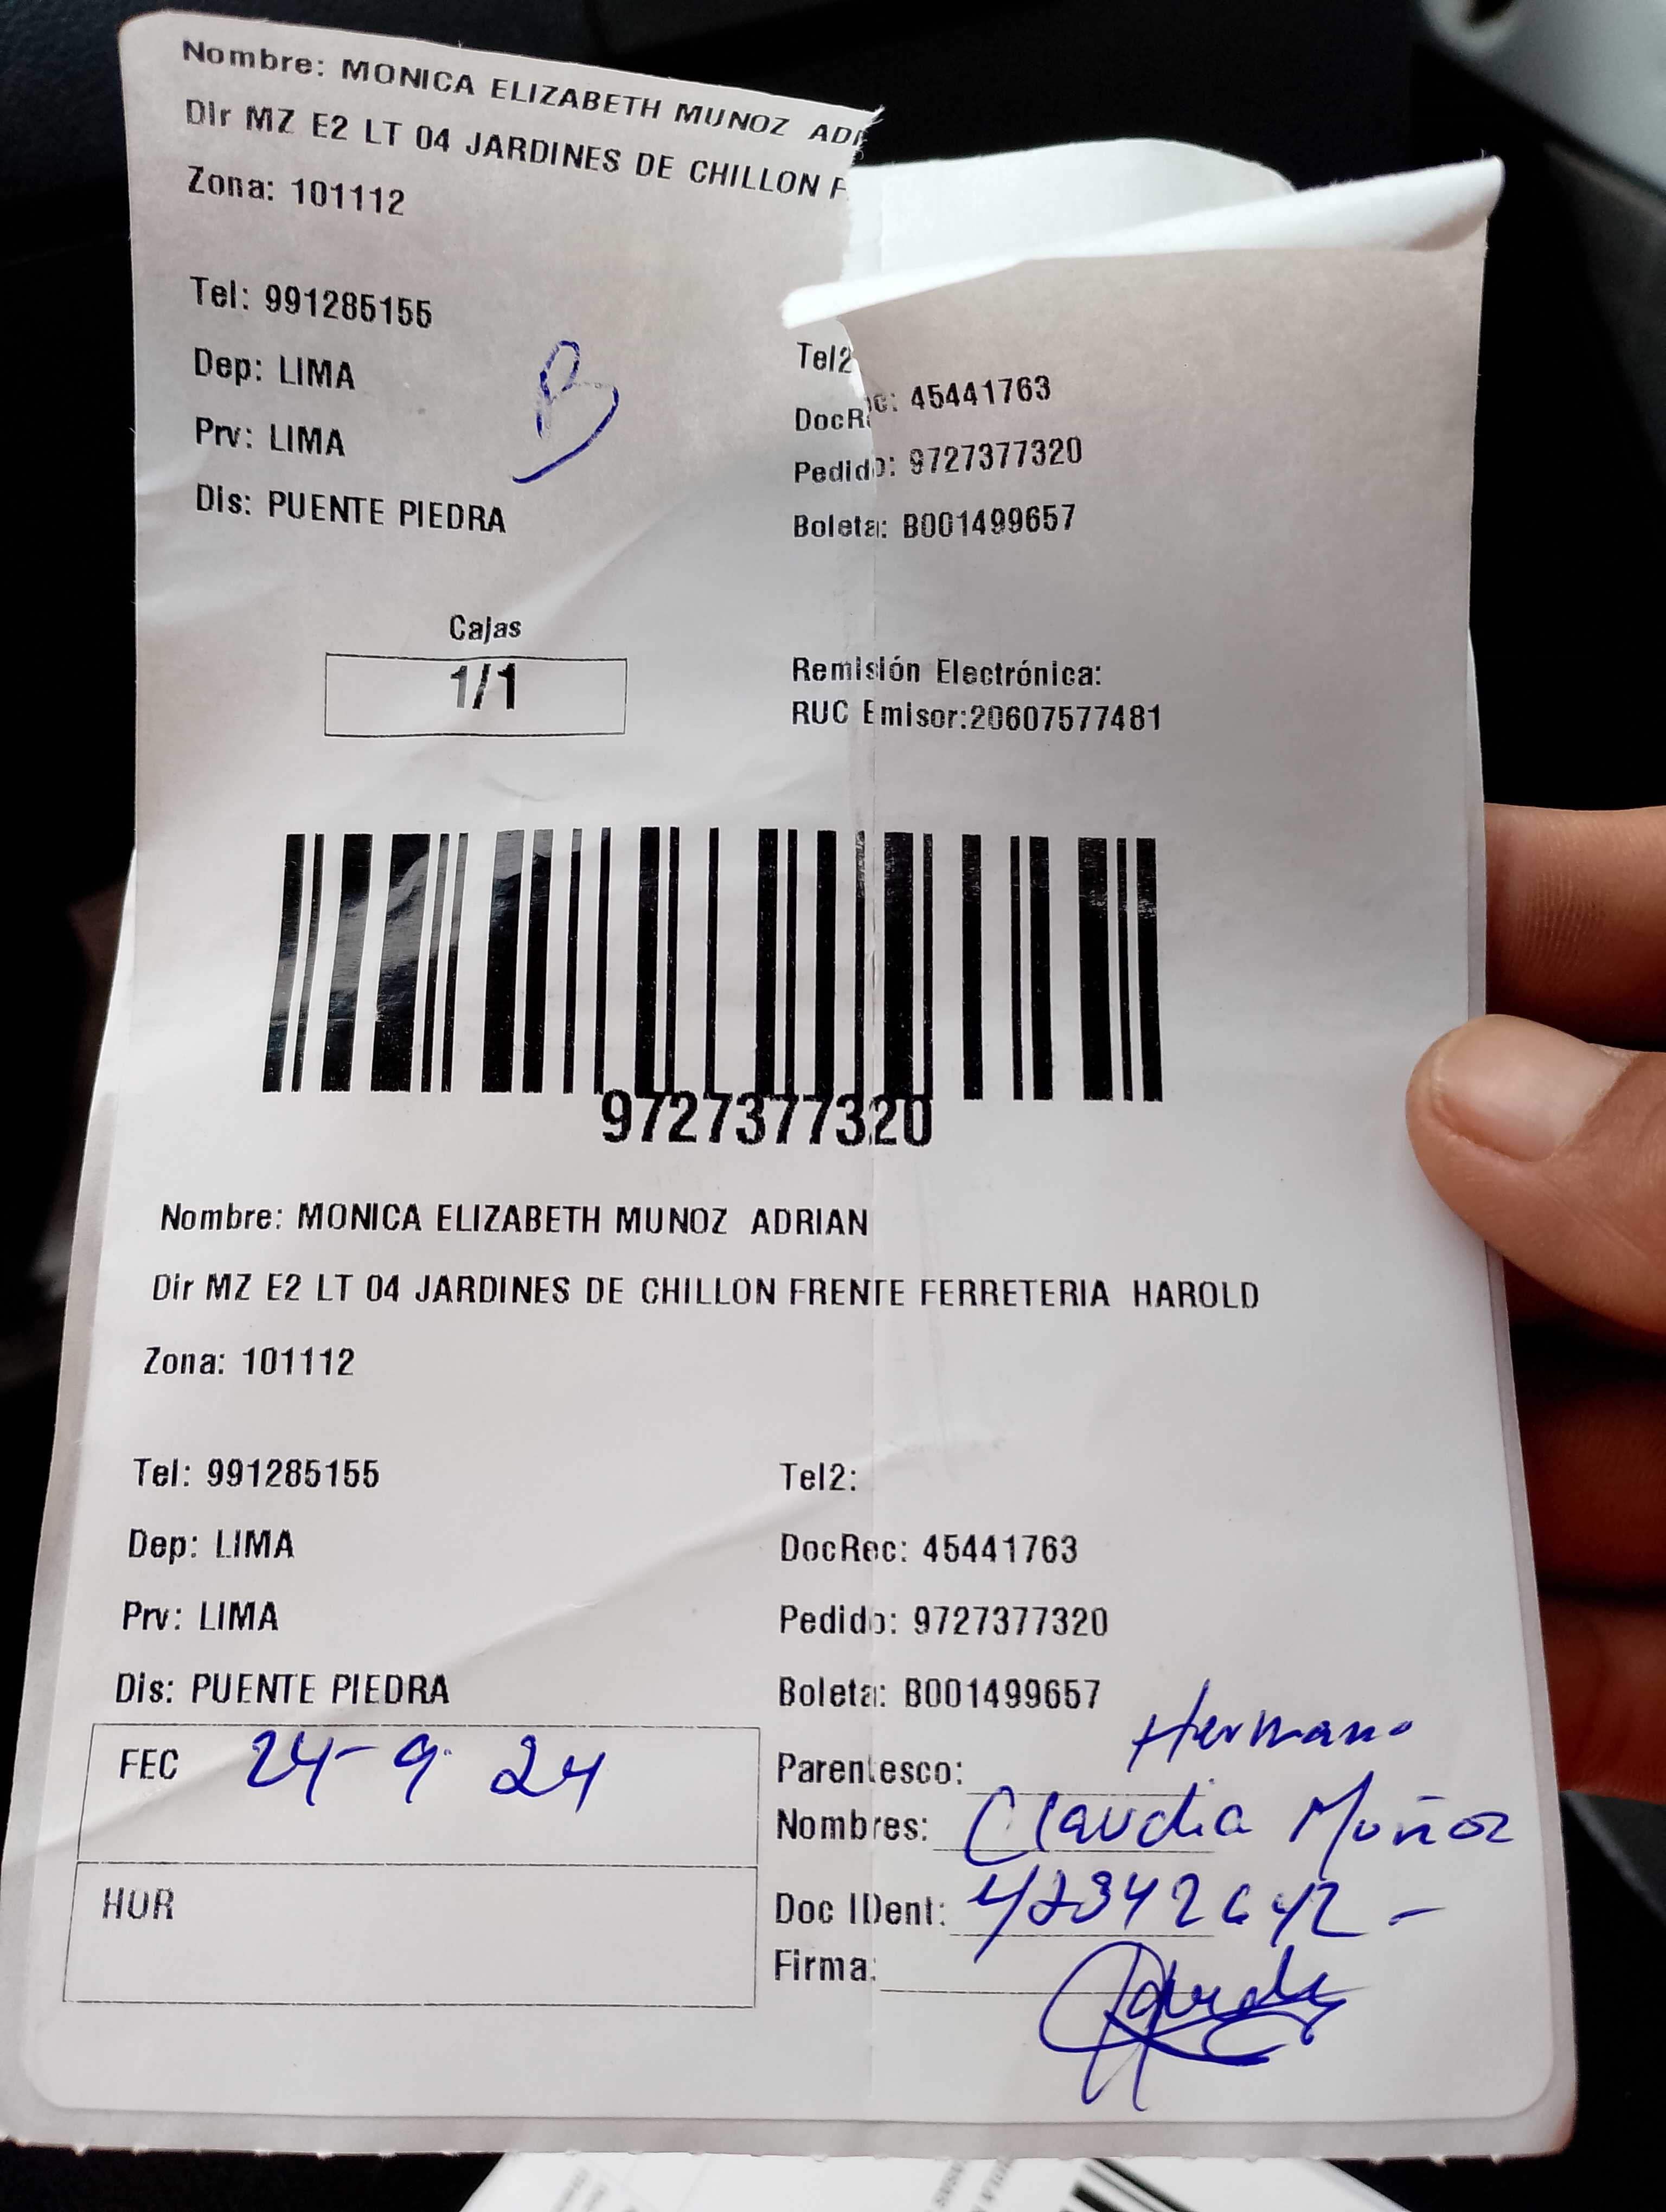 Nombre: MONICA ELIZABETH MUNOZ ADR
Dir MZ E2 LT 04 JARDINES DE CHILLON F
Zona: 101112
Tel: 991285155
Tel2
Dep: LIMA
DocRec: 45441763
Prv: LIMA
Pedido: 9727377320
Dis: PUENTE PIEDRA
Boleta: B001499657
Cajas
1/1
Remisión Electrónica:
RUC Emisor:20607577481
9727377320
Nombre: MONICA ELIZABETH MUNOZ ADRIAN
Dir MZ E2 LT 04 JARDINES DE CHILLON FRENTE FERRETERIA HAROLD
Zona: 101112
Tel: 991285155
Tel2:
Dep: LIMA
DocRec: 45441763
Prv: LIMA
Pedido: 9727377320
Dis: PUENTE PIEDRA
Boleta: B001499657
FEC 24-9-24
Parentesco: Hermana
Nombres: Claudia Muñoz
HOR
Doc IDent:
Firma: